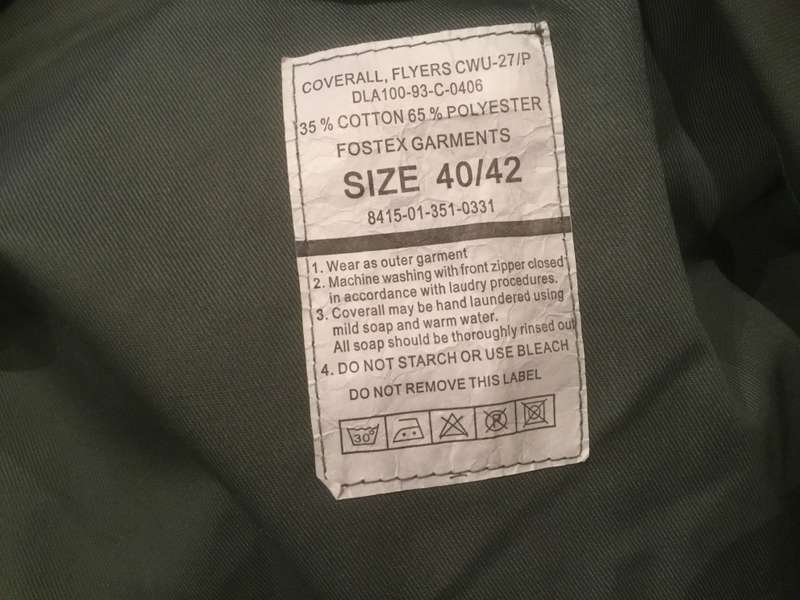 COVERALL, FLYERS CWU-27/P
DLA100-93-C-0406
35 % COTTON 65 % POLYESTER
FOSTEX GARMENTS
SIZE 40/42
8415-01-351-0331
1. Wear as outer garment
2. Machine washing with front zipper closed
in accordance with laudry procedures.
3. Coverall may be hand laundered using
mild soap and warm water.
All soap should be thoroughly rinsed out
4. DO NOT STARCH OR USE BLEACH
DO NOT REMOVE THIS LABEL
30° R